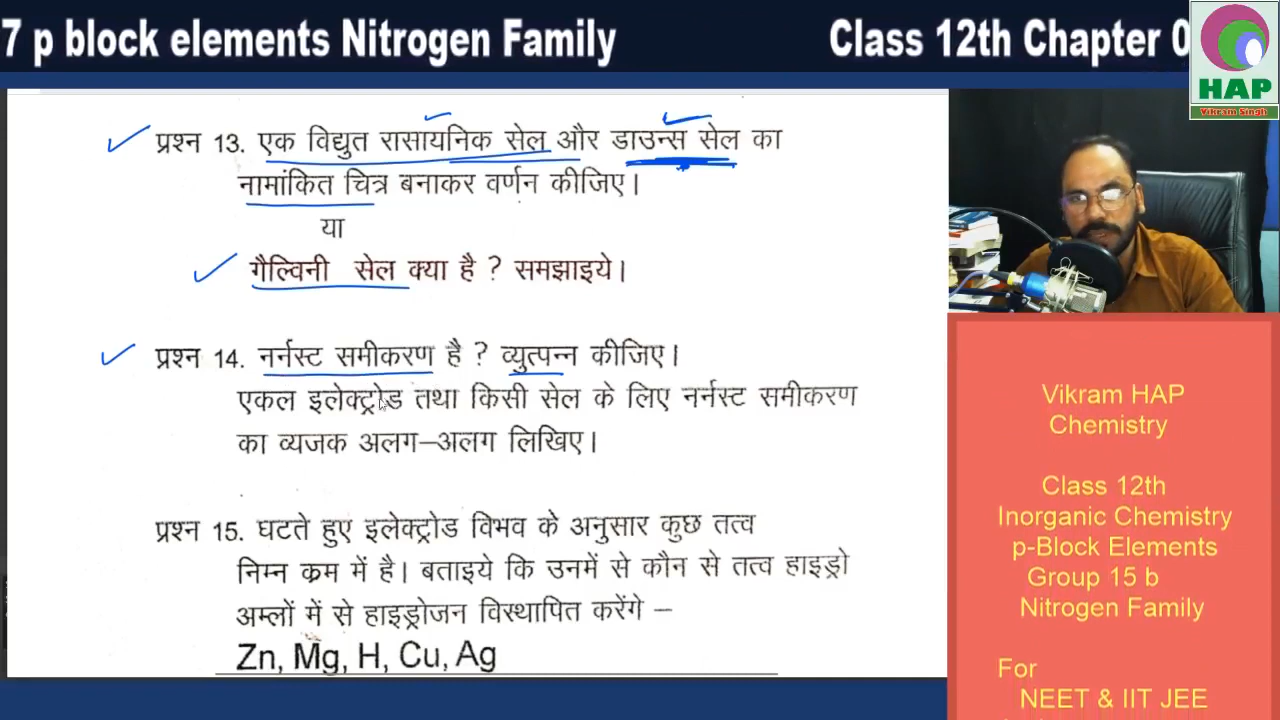 7 p block elements Nitrogen Family
Class 12th Chapter 0
HAP
Vikram Singh
प्रश्न 13. एक विद्युत रासायनिक सेल और डाउन्स सेल का
नामांकित चित्र बनाकर वर्णन कीजिए।
या
गैल्विनी सेल क्या है ? समझाइये।
प्रश्न 14. नर्नस्ट समीकरण है ? व्युत्पन्न कीजिए।
एकल इलेक्ट्रोड तथा किसी सेल के लिए नर्नस्ट समीकरण
का व्यजक अलग–अलग लिखिए।
प्रश्न 15. घटते हुए इलेक्ट्रोड विभव के अनुसार कुछ तत्व
निम्न क्रम में है। बताइये कि उनमें से कौन से तत्व हाइड्रो
अम्लों में से हाइड्रोजन विस्थापित करेंगे –
Zn, Mg, H, Cu, Ag
Vikram HAP
Chemistry
Class 12th
Inorganic Chemistry
p-Block Elements
Group 15 b
Nitrogen Family
For
NEET & IIT JEE